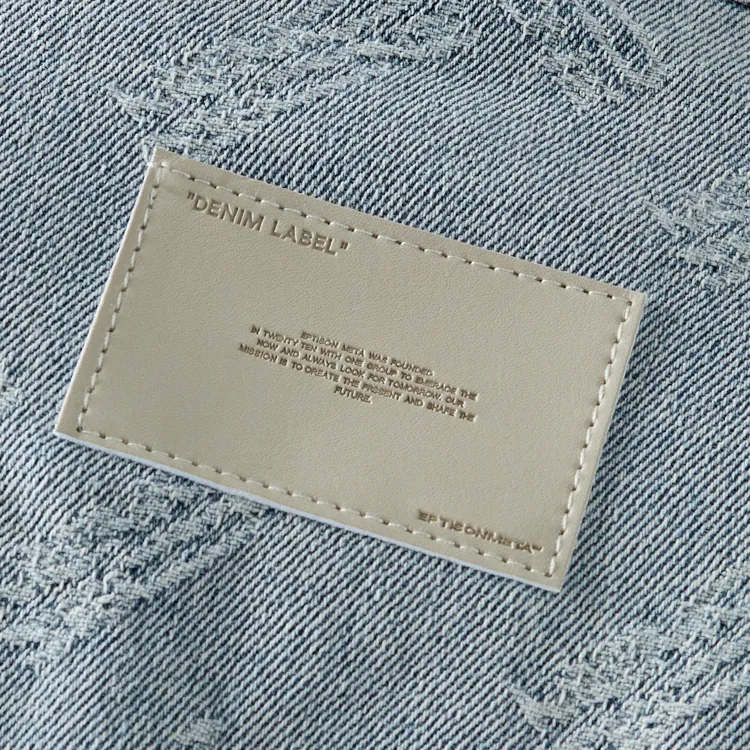 "DENIM LABEL"
EPTISON META WAS FOUNDED
IN TWENTY TEN WITH ONE GROUP TO EMBRACE THE
NOW AND ALWAYS LOOK FOR TOMORROW. OUR
MISSION IS TO CREATE THE PRESENT AND SHAPE THE
FUTURE.
EPTISONMETA™